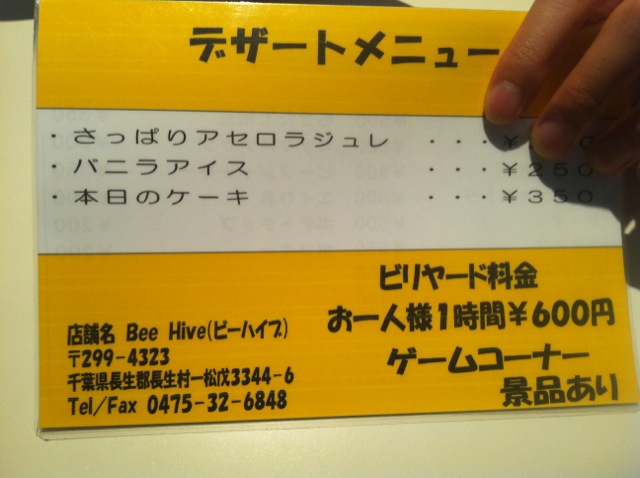 デザートメニュー
・さっぱりアセロラジュレ ・・・￥
・バニラアイス ・・・￥250
・本日のケーキ ・・・￥350
ビリヤード料金
お一人様1時間￥600円
ゲームコーナー
景品あり
店舗名 Bee Hive(ビーハイブ)
〒299-4323
千葉県長生郡長生村一松戊3344-6
Tel/Fax 0475-32-6848